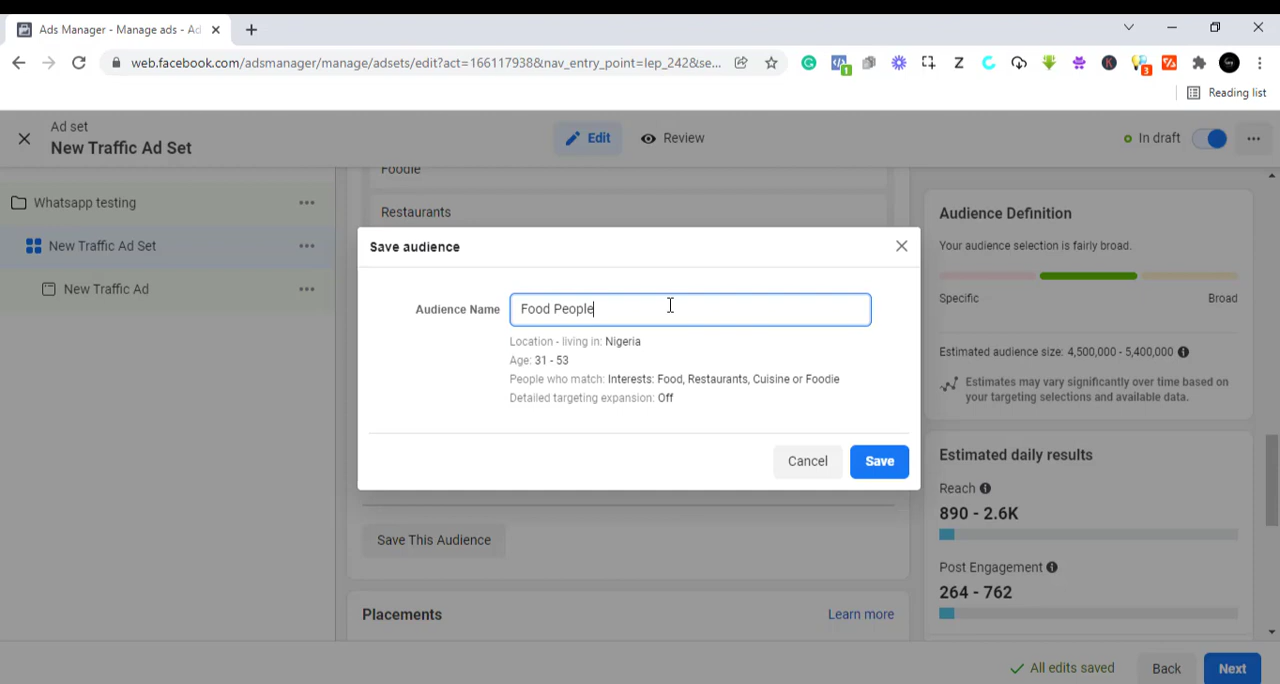 Ads Manager - Manage ads - Ad
web.facebook.com/adsmanager/manage/adsets/edit?act=166117938&nav_entry_point=lep_242&se...
1
3
Reading list
Ad set
New Traffic Ad Set
Edit
Review
In draft
Whatsapp testing
New Traffic Ad Set
New Traffic Ad
Foodie
Restaurants
Save audience
Audience Name
Food People
Location - living in: Nigeria
Age: 31 - 53
People who match: Interests: Food, Restaurants, Cuisine or Foodie
Detailed targeting expansion: Off
Cancel
Save
Save This Audience
Placements
Learn more
Audience Definition
Your audience selection is fairly broad.
Specific
Broad
Estimated audience size: 4,500,000 - 5,400,000
Estimates may vary significantly over time based on
your targeting selections and available data.
Estimated daily results
Reach
890 - 2.6K
Post Engagement
264 - 762
All edits saved
Back
Next